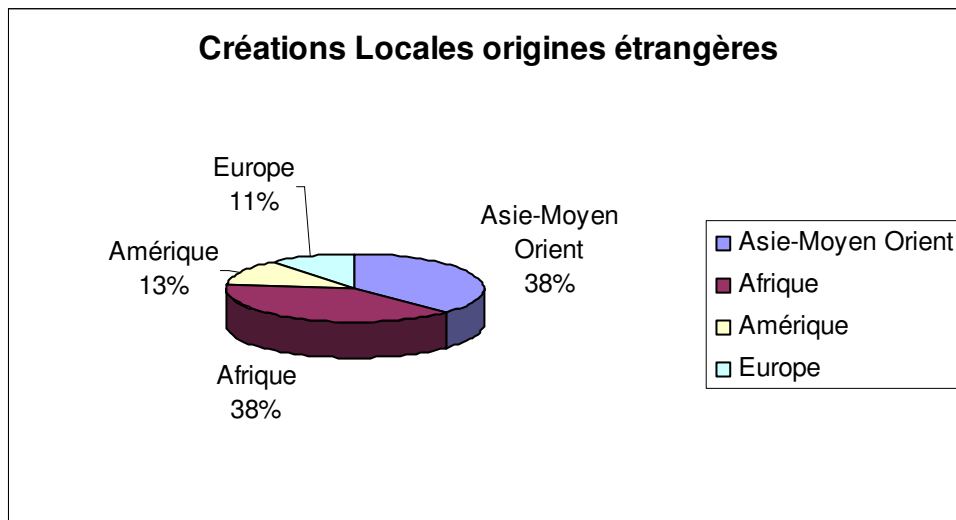 Créations Locales origines étrangères
Europe
11%
Asie-Moyen
Orient
38%
Amérique
13%
Afrique
38%
Asie-Moyen Orient
Afrique
Amérique
Europe